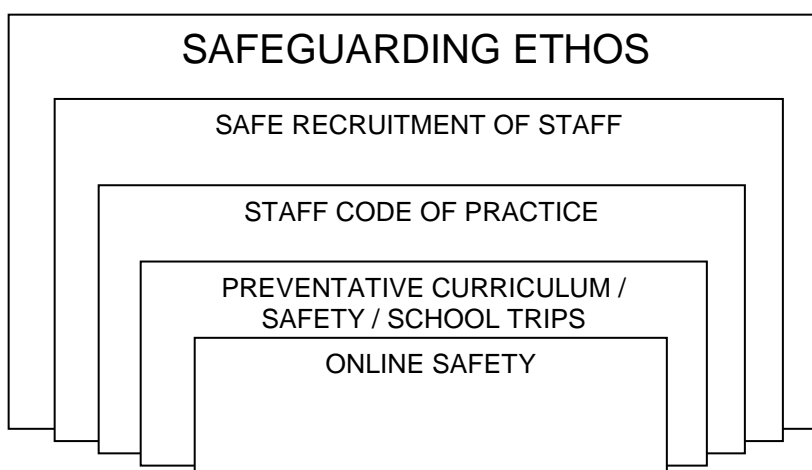 SAFEGUARDING ETHOS
SAFE RECRUITMENT OF STAFF
STAFF CODE OF PRACTICE
PREVENTATIVE CURRICULUM /
SAFETY / SCHOOL TRIPS
ONLINE SAFETY